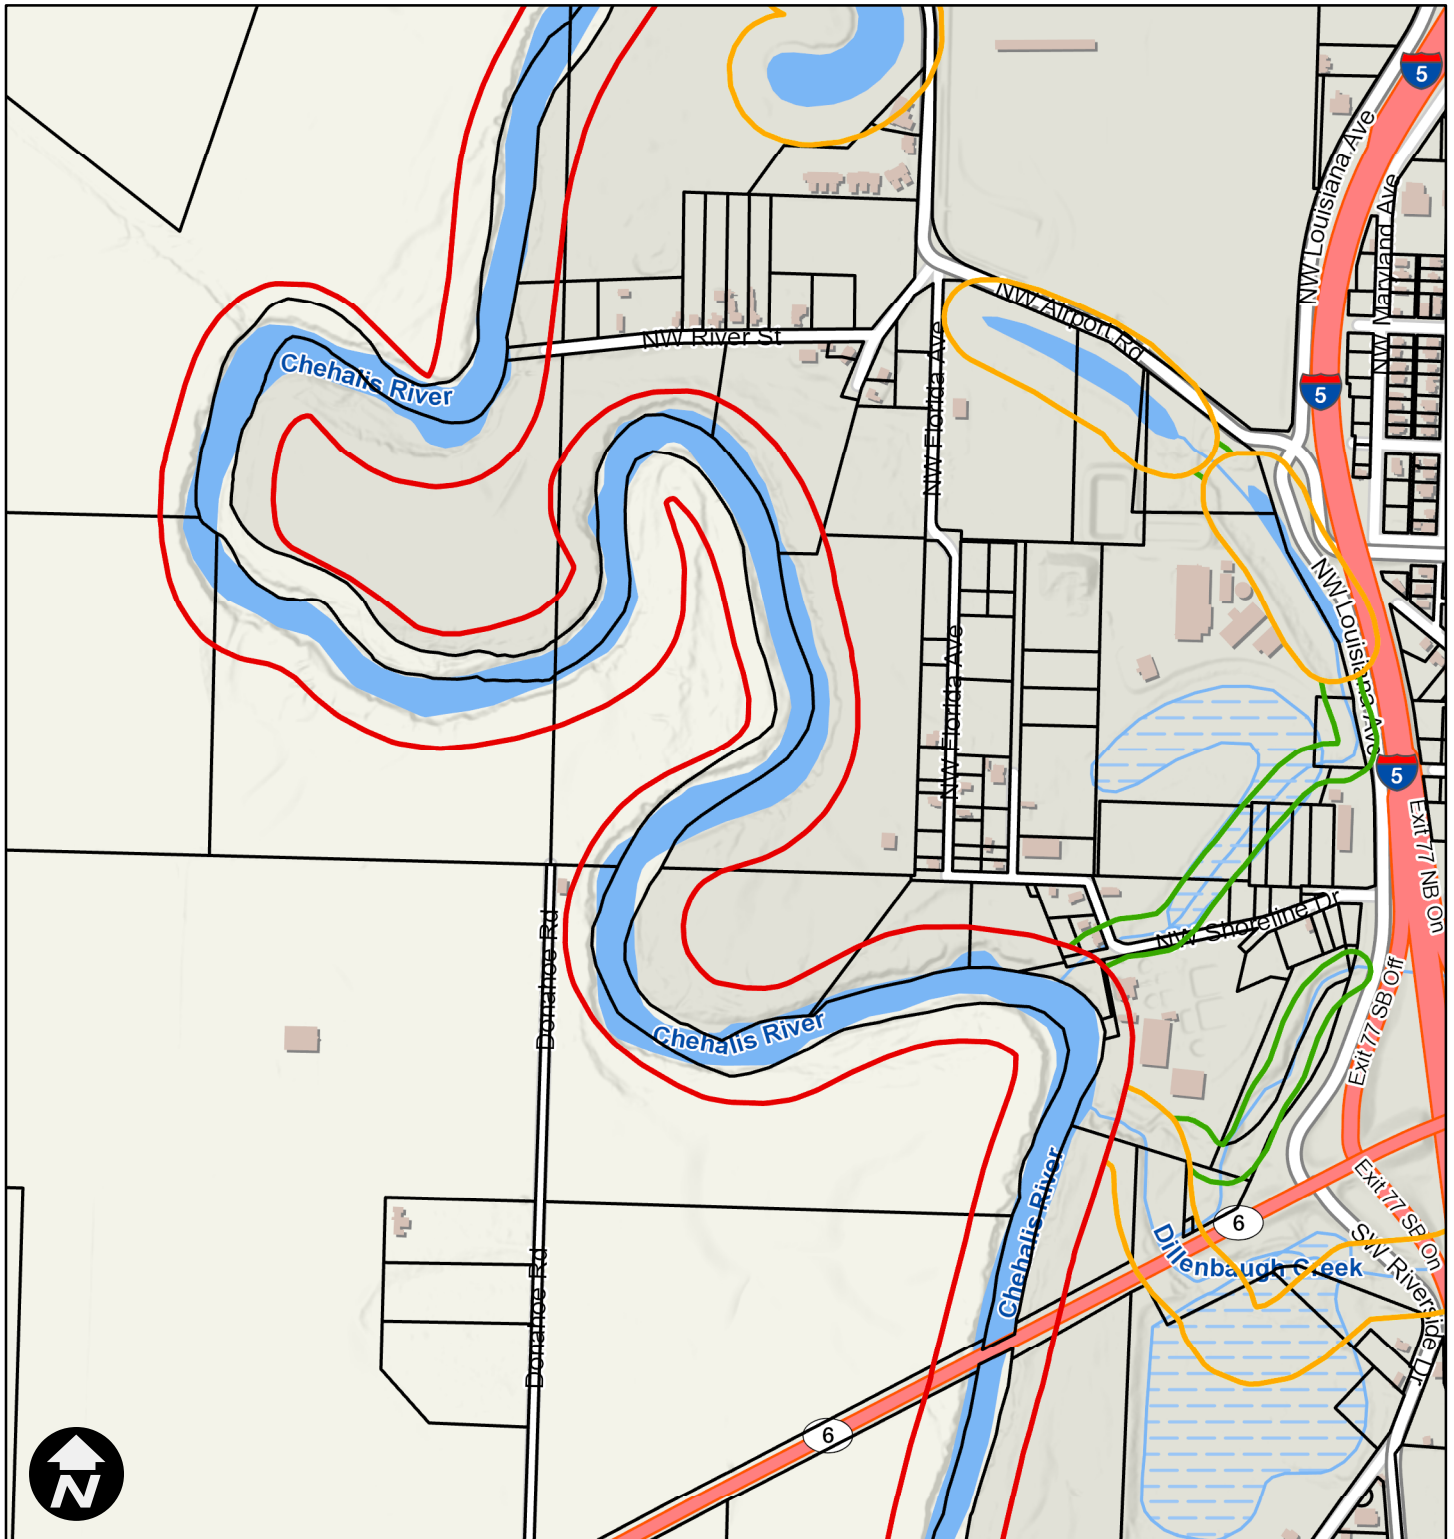 5
NW Louisiana Ave
NW Maryland Ave
NW Airport Rd
NW River St
NW Florida Ave
Chehalis River
5
NW Louisiana Ave
NW Florida Ave
5
Exit 77 NB On
NW Shoreline Dr
Donahoe Rd
Exit 77 SB Off
Chehalis River
Chehalis River
Exit 77 SB On
6
Dillenbaugh Creek
SW Riverside Dr
Donahoe Rd
6
N